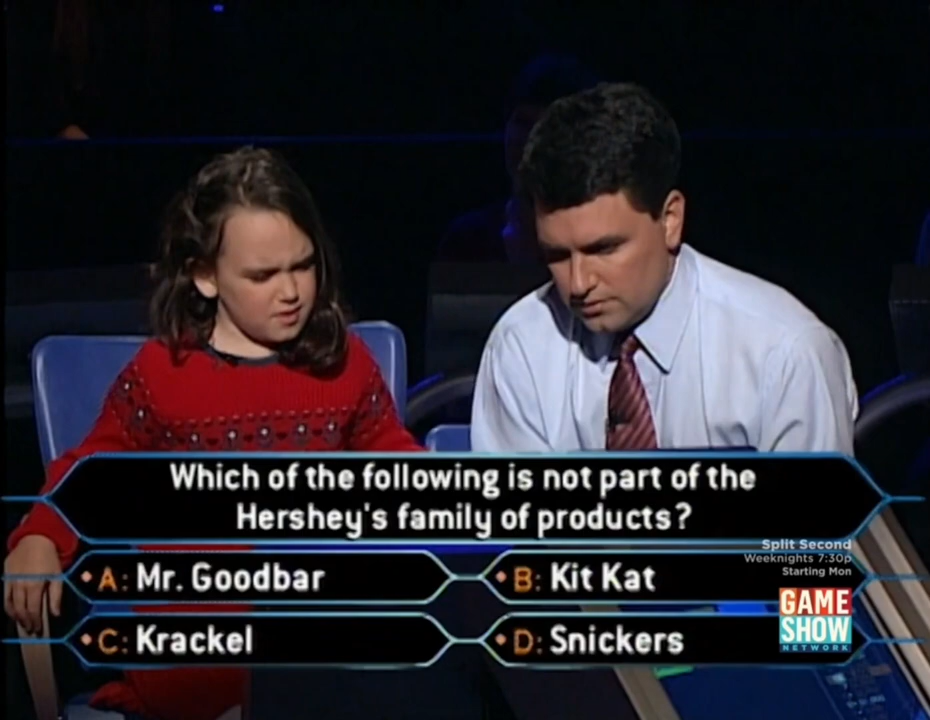 Which of the following is not part of the
Hershey's family of products?
A: Mr. Goodbar
B: Kit Kat
C: Krackel
D: Snickers
Split Second
Weeknights 7:30p
Starting Mon
GAME
SHOW
NETWORK